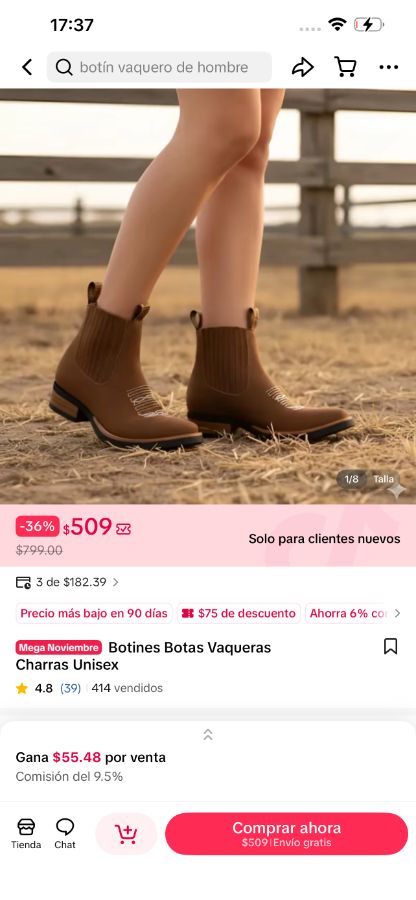 17:37
botín vaquero de hombre
1/8 Talla
-36% $509
Solo para clientes nuevos
$799.00
3 de $182.39 >
Precio más bajo en 90 días $75 de descuento Ahorra 6% co >
Mega Noviembre Botines Botas Vaqueras
Charras Unisex
4.8 (39) 414 vendidos
Gana $55.48 por venta
Comisión del 9.5%
Comprar ahora
Tienda Chat $509 | Envío gratis